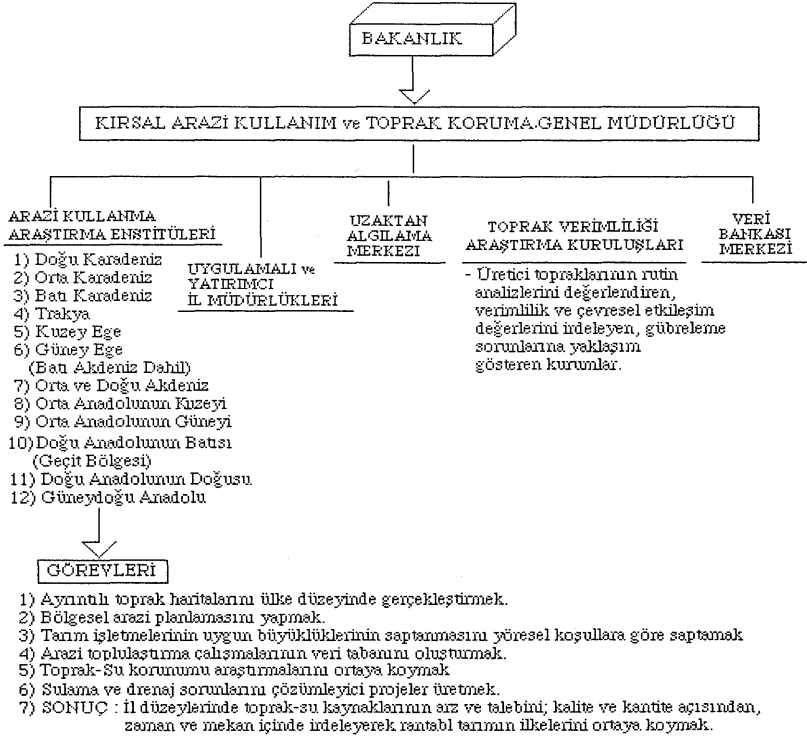 BAKANLIK
KIRSAL ARAZİ KULLANIM ve TOPRAK KORUMA.GENEL MÜDÜRLÜĞÜ
ARAZİ KULLANMA
ARAŞTIRMA ENSTİTÜLERİ
1) Doğu Karadeniz
2) Orta Karadeniz
3) Batı Karadeniz
4) Trakya
5) Kuzey Ege
6) Güney Ege
(Batı Akdeniz Dahil)
7) Orta ve Doğu Akdeniz
8) Orta Anadolunun Kuzeyi
9) Orta Anadolunun Güneyi
10) Doğu Anadolunun Batısı
(Geçit Bölgesi)
11) Doğu Anadolunun Doğusu
12) Güneydoğu Anadolu
UYGULAMALI ve
YATIRIMCI
İL MÜDÜRLÜKLERİ
UZAKTAN
ALGILAMA
MERKEZI
TOPRAK VERİMLİLİĞİ
ARAŞTIRMA KURULUŞLARI
- Üretici topraklarının rutin
analizlerini değerlendiren,
verimlilik ve çevresel etkileşim
değerlerini irdeleyen, gübreleme
sorunlarına yaklaşım
gösteren kurumlar.
VERİ
BANKASI
MERKEZİ
GÖREVLERİ
1) Ayrıntılı toprak haritalarını ülke düzeyinde gerçekleştirmek.
2) Bölgesel arazi planlamasını yapmak.
3) Tarım işletmelerinin uygun büyüklüklerinin saptanmasını yöresel koşullara göre saptamak
4) Arazi toplulaştırma çalışmalarının veri tabanını oluşturmak.
5) Toprak-Su korunumu araştırmalarını ortaya koymak
6) Sulama ve drenaj sorunlarını çözümleyici projeler üretmek.
7) SONUÇ : İl düzeylerinde toprak-su kaynaklarının arz ve talebini; kalite ve kantite açısından,
zaman ve mekan içinde irdeleyerek rantabl tarımın ilkelerini ortaya koymak.